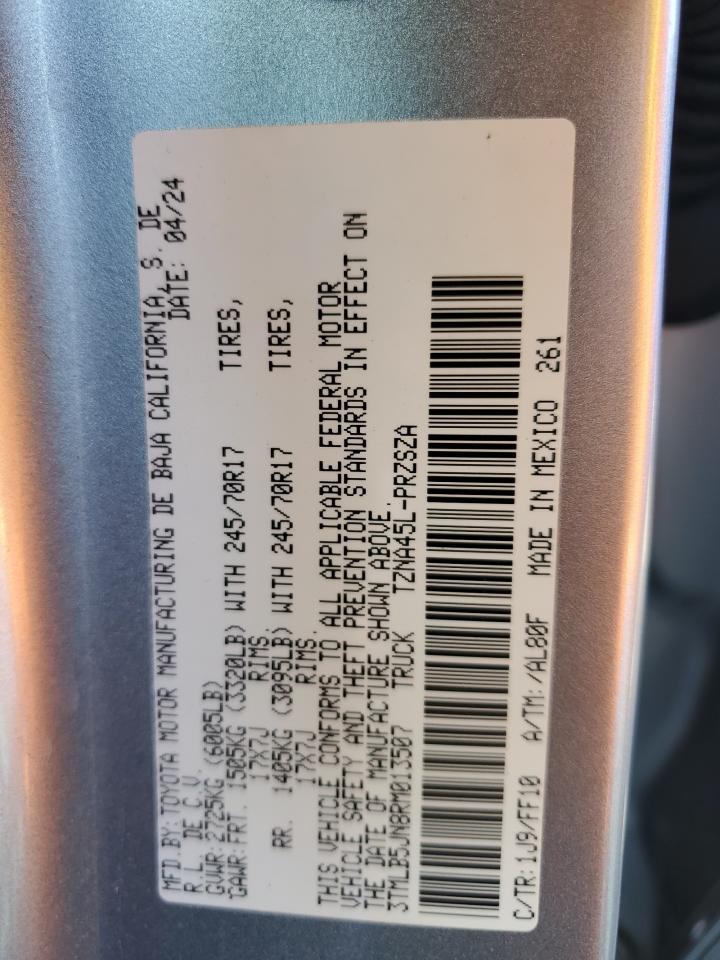 MFD.BY: TOYOTA MOTOR MANUFACTURING DE BAJA CALIFORNIA, S. DE
R.L. DE C.V. DATE: 04/24
GVWR: 2725KG (6005LB)
GAWR:FRT. 1505KG (3320LB) WITH 245/70R17 TIRES,
17X7J RIMS.
RR. 1405KG (3095LB) WITH 245/70R17 TIRES,
17X7J RIMS.
THIS VEHICLE CONFORMS TO ALL APPLICABLE FEDERAL MOTOR
VEHICLE SAFETY AND THEFT PREVENTION STANDARDS IN EFFECT ON
THE DATE OF MANUFACTURE SHOWN ABOVE.
3TMLB5JN8RM013507 TRUCK TZNA45L-PRZSZA
C/TR: 1J9/FF10 A/TM: /AL80F MADE IN MEXICO 261